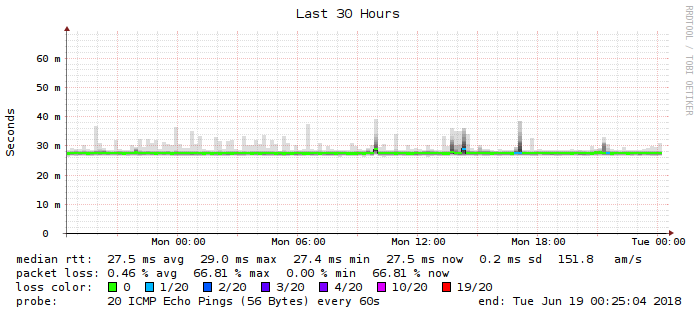 Last 30 Hours
RRDTOOL / TOBI OETIKER
Seconds
60 m
50 m
40 m
30 m
20 m
10 m
0
Mon 00:00 Mon 06:00 Mon 12:00 Mon 18:00 Tue 00:00
median rtt: 27.5 ms avg 29.0 ms max 27.4 ms min 27.5 ms now 0.2 ms sd 151.8 am/s
packet loss: 0.46 % avg 66.81 % max 0.00 % min 66.81 % now
loss color: 0 1/20 2/20 3/20 4/20 10/20 19/20
probe: 20 ICMP Echo Pings (56 Bytes) every 60s end: Tue Jun 19 00:25:04 2018